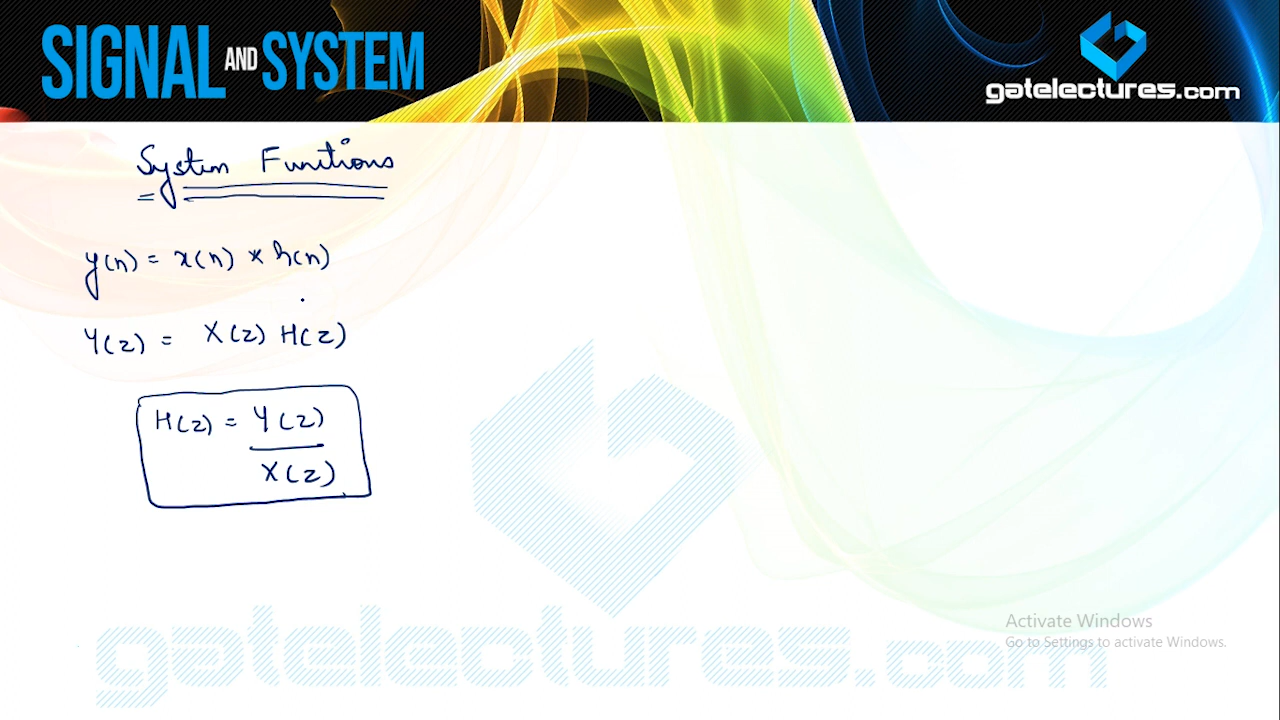 SIGNAL AND SYSTEM
gatelectures.com
System Functions
y(n) = x(n) * h(n)
Y(z) = X(z) H(z)
H(z) = Y(z)
X(z)
Activate Windows
Go to Settings to activate Windows.
gatelectures.com